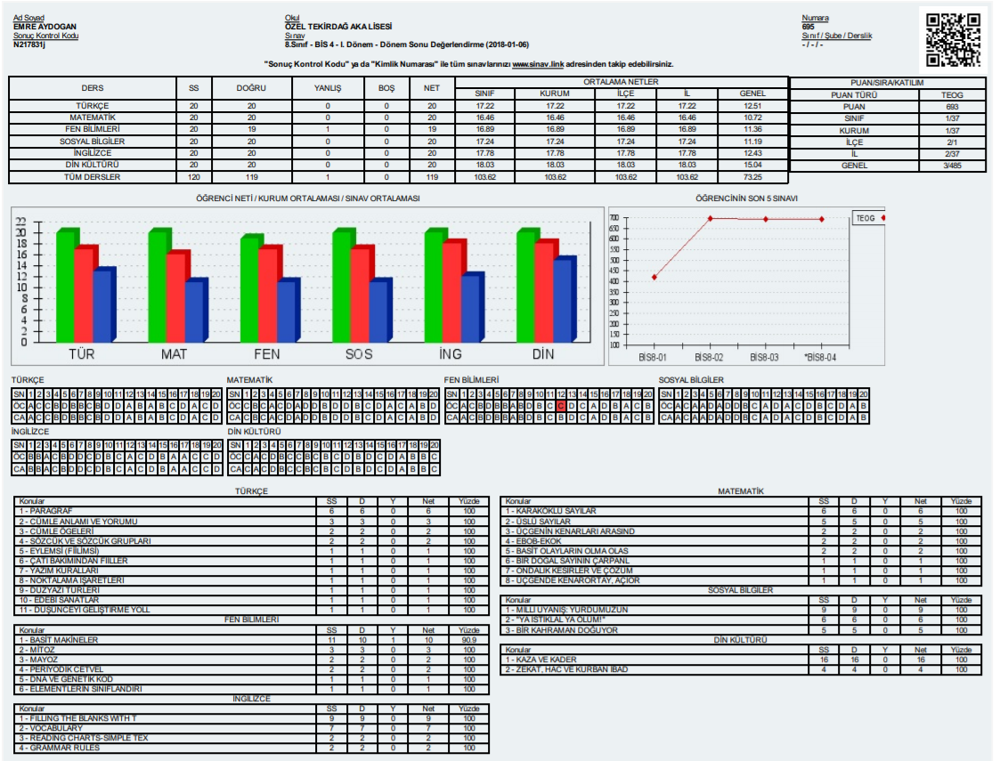 Ad Soyad
EMRE AYDOGAN
Sonuç Kontrol Kodu
N217831j
Okul
ÖZEL TEKİRDAĞ AKA LİSESİ
Sınav
8.Sınıf - BİS 4 - I. Dönem - Dönem Sonu Değerlendirme (2018-01-06)
Numara
695
Sınıf / Şube / Derslik
- / - / -
"Sonuç Kontrol Kodu" ya da "Kimlik Numarası" ile tüm sınavlarınızı www.sinav.link adresinden takip edebilirsiniz.
DERS SS DOĞRU YANLIŞ BOŞ NET ORTALAMA NETLER
SINIF KURUM İLÇE İL GENEL
TÜRKÇE 20 20 0 0 20 17.22 17.22 17.22 17.22 12.51
MATEMATİK 20 20 0 0 20 16.46 16.46 16.46 16.46 10.72
FEN BİLİMLERİ 20 19 1 0 19 16.89 16.89 16.89 16.89 11.36
SOSYAL BİLGİLER 20 20 0 0 20 17.24 17.24 17.24 17.24 11.19
İNGİLİZCE 20 20 0 0 20 17.78 17.78 17.78 17.78 12.43
DİN KÜLTÜRÜ 20 20 0 0 20 18.03 18.03 18.03 18.03 15.04
TÜM DERSLER 120 119 1 0 119 103.62 103.62 103.62 103.62 73.25
PUAN/SIRA/KATILIM
PUAN TÜRÜ TEOG
PUAN 693
SINIF 1/37
KURUM 1/37
İLÇE 2/1
İL 2/37
GENEL 3/485
ÖĞRENCİ NETİ / KURUM ORTALAMASI / SINAV ORTALAMASI
22
20
18
16
14
12
10
8
6
4
2
0
TÜR MAT FEN SOS İNG DİN
ÖĞRENCİNİN SON 5 SINAVI
700
650
600
550
500
450
400
350
300
250
200
150
100
BİS8-01 BİS8-02 BİS8-03 *BİS8-04
TEOG
TÜRKÇE
SN 1 2 3 4 5 6 7 8 9 10 11 12 13 14 15 16 17 18 19 20
ÖC A C C B D D B B C B D D A B A B C D A C D
CA A C C B D D B B C B D D A B A B C D A C D
MATEMATİK
SN 1 2 3 4 5 6 7 8 9 10 11 12 13 14 15 16 17 18 19 20
ÖC C B C A C D A D D B D D B C D A C A B D
CA C B C A C D A D D B D D B C D A C A B D
FEN BİLİMLERİ
SN 1 2 3 4 5 6 7 8 9 10 11 12 13 14 15 16 17 18 19 20
ÖC A C B D B B A B D B C C D C A D B A C B
CA A C B D B B A B D B C B D C A D B A C B
SOSYAL BİLGİLER
SN 1 2 3 4 5 6 7 8 9 10 11 12 13 14 15 16 17 18 19 20
ÖC A C A A D A D D B C A D A C D B C D A B
CA A C A A D A D D B C A D A C D B C D A B
İNGİLİZCE
SN 1 2 3 4 5 6 7 8 9 10 11 12 13 14 15 16 17 18 19 20
ÖC B B A C B D D C D B C A C D B A A C C D
CA B B A C B D D C D B C A C D B A A C C D
DİN KÜLTÜRÜ
SN 1 2 3 4 5 6 7 8 9 10 11 12 13 14 15 16 17 18 19 20
ÖC C A C D B C C B C B C D B D C D A B B C
CA C A C D B C C B C B C D B D C D A B B C
TÜRKÇE
Konular SS D Y Net Yüzde
1 - PARAGRAF 6 6 0 6 100
2 - CÜMLE ANLAMI VE YORUMU 3 3 0 3 100
3 - CÜMLE ÖGELERİ 2 2 0 2 100
4 - SÖZCÜK VE SÖZCÜK GRUPLARI 2 2 0 2 100
5 - EYLEMSİ (FİİLİMSİ) 1 1 0 1 100
6 - ÇATI BAKIMINDAN FİİLLER 1 1 0 1 100
7 - YAZIM KURALLARI 1 1 0 1 100
8 - NOKTALAMA İŞARETLERİ 1 1 0 1 100
9 - DÜZYAZI TÜRLERİ 1 1 0 1 100
10 - EDEBİ SANATLAR 1 1 0 1 100
11 - DÜŞÜNCEYİ GELİŞTİRME YOLL 1 1 0 1 100
FEN BİLİMLERİ
Konular SS D Y Net Yüzde
1 - BASİT MAKİNELER 11 10 1 10 90.9
2 - MİTOZ 3 3 0 3 100
3 - MAYOZ 2 2 0 2 100
4 - PERİYODİK CETVEL 2 2 0 2 100
5 - DNA VE GENETİK KOD 1 1 0 1 100
6 - ELEMENTLERİN SINIFLANDIRI 1 1 0 1 100
İNGİLİZCE
Konular SS D Y Net Yüzde
1 - FILLING THE BLANKS WITH T 9 9 0 9 100
2 - VOCABULARY 7 7 0 7 100
3 - READING CHARTS-SIMPLE TEX 2 2 0 2 100
4 - GRAMMAR RULES 2 2 0 2 100
MATEMATİK
Konular SS D Y Net Yüzde
1 - KAREKÖKLÜ SAYILAR 6 6 0 6 100
2 - ÜSLÜ SAYILAR 5 5 0 5 100
3 - ÜÇGENİN KENARLARI ARASIND 2 2 0 2 100
4 - EBOB-EKOK 2 2 0 2 100
5 - BASİT OLAYLARIN OLMA OLAS 2 2 0 2 100
6 - BİR DOĞAL SAYININ ÇARPANL 1 1 0 1 100
7 - ONDALIK KESİRLER VE ÇÖZÜM 1 1 0 1 100
8 - ÜÇGENDE KENARORTAY, AÇIOR 1 1 0 1 100
SOSYAL BİLGİLER
Konular SS D Y Net Yüzde
1 - MİLLİ UYANIŞ: YURDUMUZUN 9 9 0 9 100
2 - "YA İSTİKLAL YA ÖLÜM!" 6 6 0 6 100
3 - BİR KAHRAMAN DOĞUYOR 5 5 0 5 100
DİN KÜLTÜRÜ
Konular SS D Y Net Yüzde
1 - KAZA VE KADER 16 16 0 16 100
2 - ZEKAT, HAC VE KURBAN İBAD 4 4 0 4 100